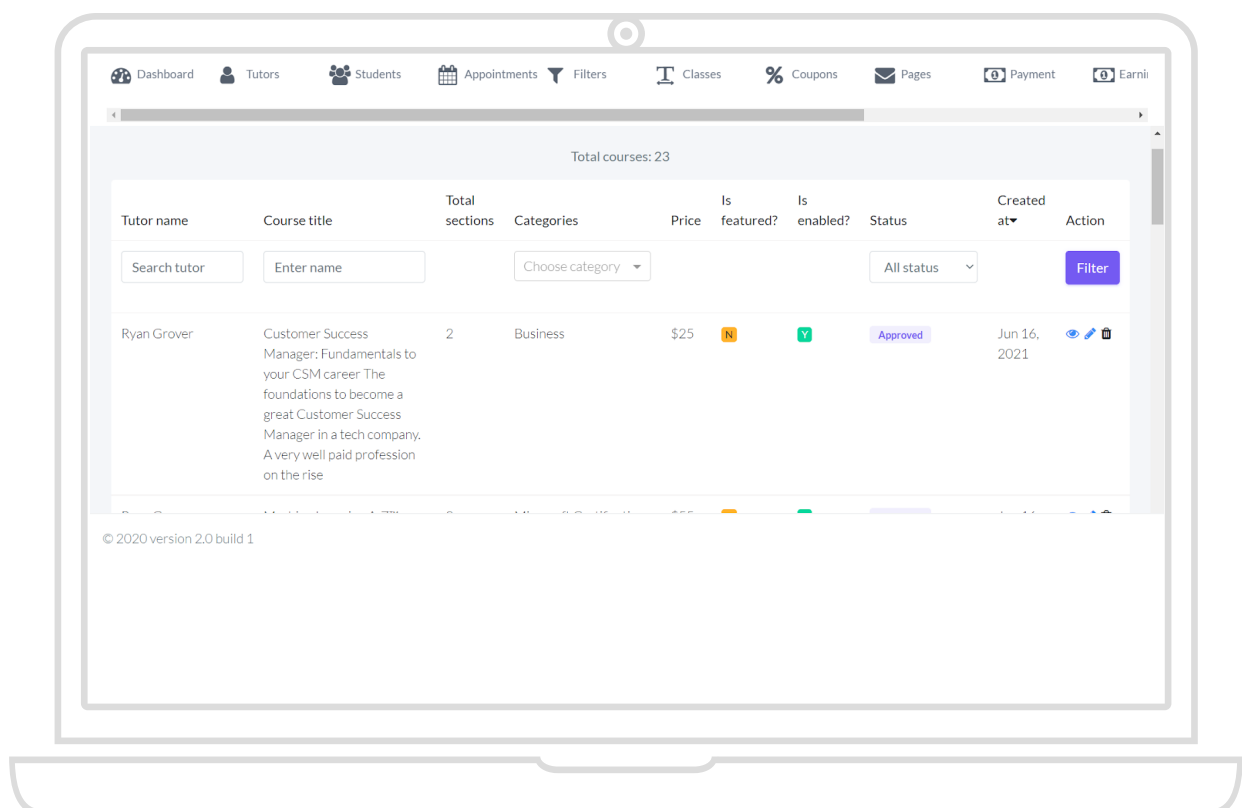 Dashboard Tutors Students Appointments Filters Classes Coupons Pages Payment
Total courses: 23
Tutor name Course title Total sections Categories Price Is featured? Is enabled? Status Created at Action
Search tutor Enter name Choose category All status Filter
Ryan Grover Customer Success 2 Business $25 N Y Approved Jun 16,
Manager: Fundamentals to 2021
your CSM career The
foundations to become a
great Customer Success
Manager in a tech company.
A very well paid profession
on the rise
© 2020 version 2.0 build 1